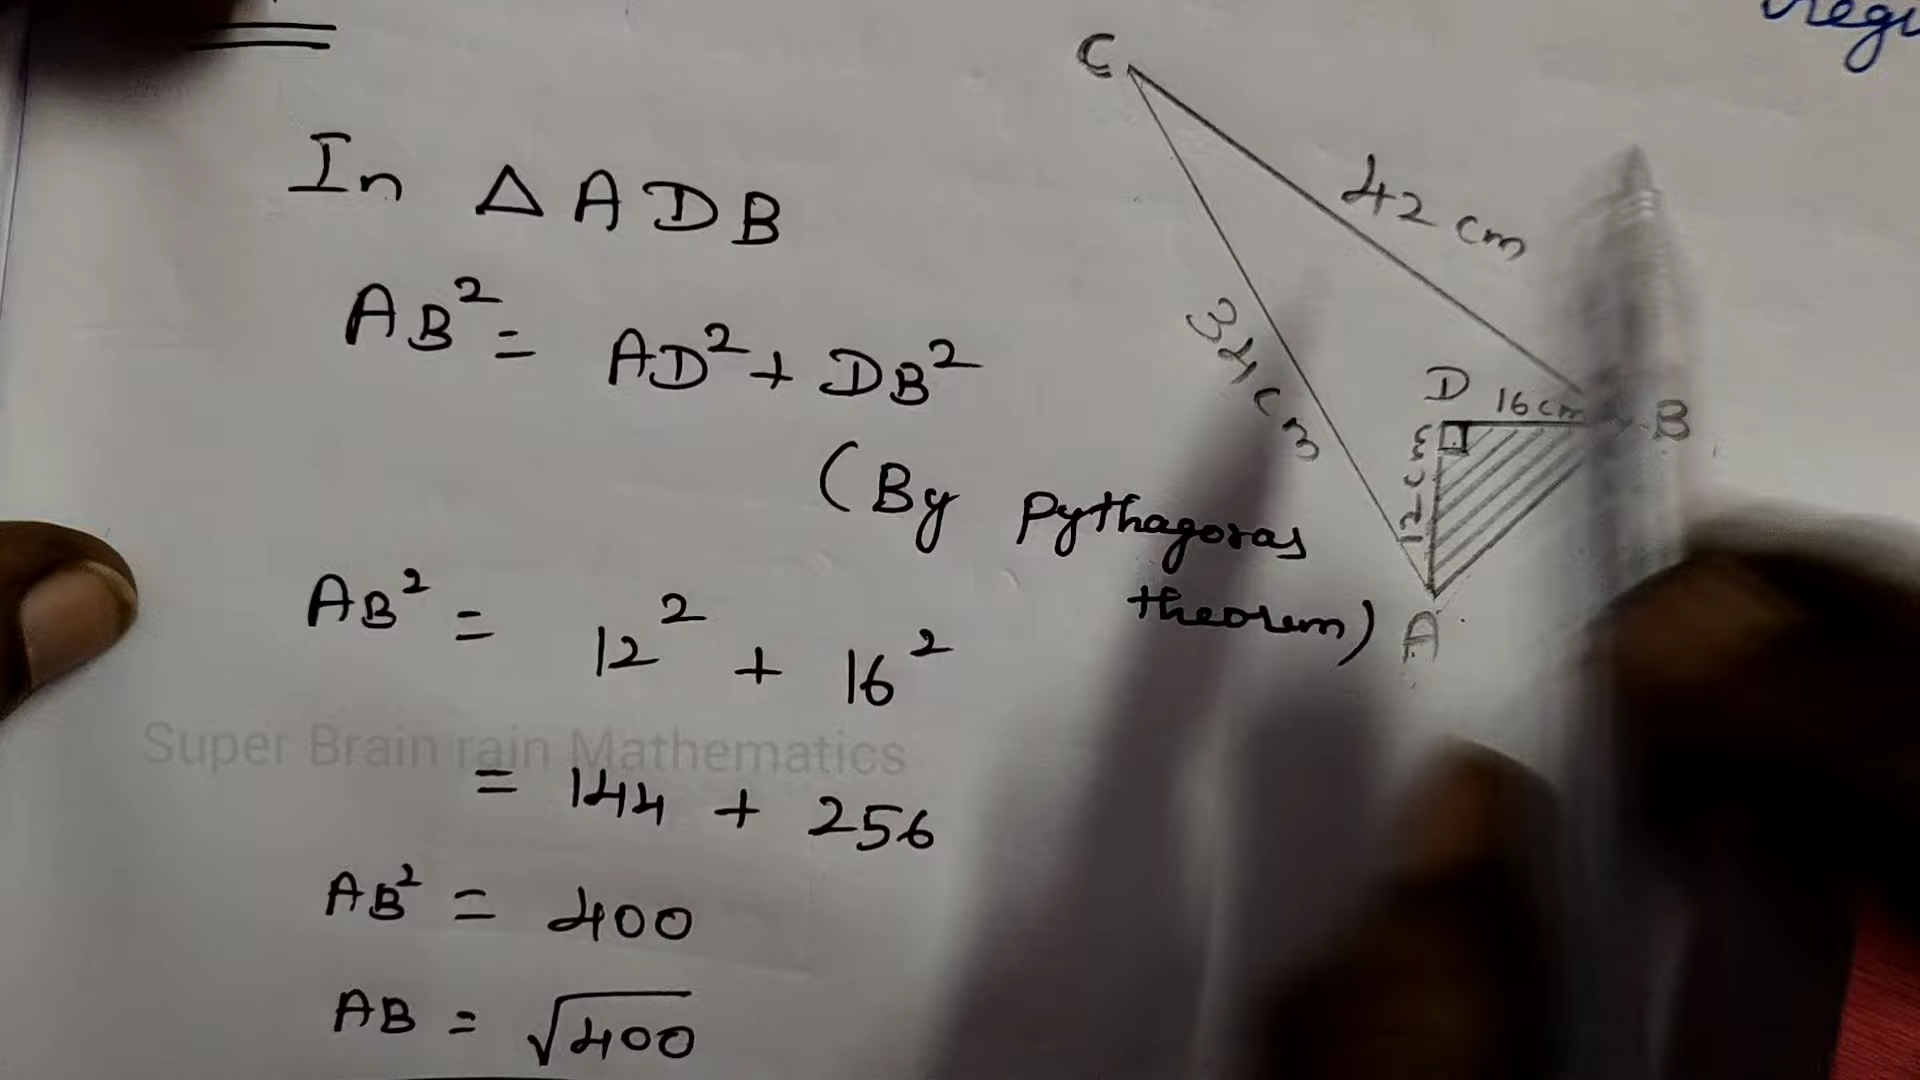 In △ ADB
AB² = AD² + DB²
(By Pythagoras
theorem)
AB² = 12² + 16²
= 144 + 256
AB² = 400
AB = √400
C
42 cm
34 cm
D 16 cm B
12 cm
A
Super Brain rain Mathematics